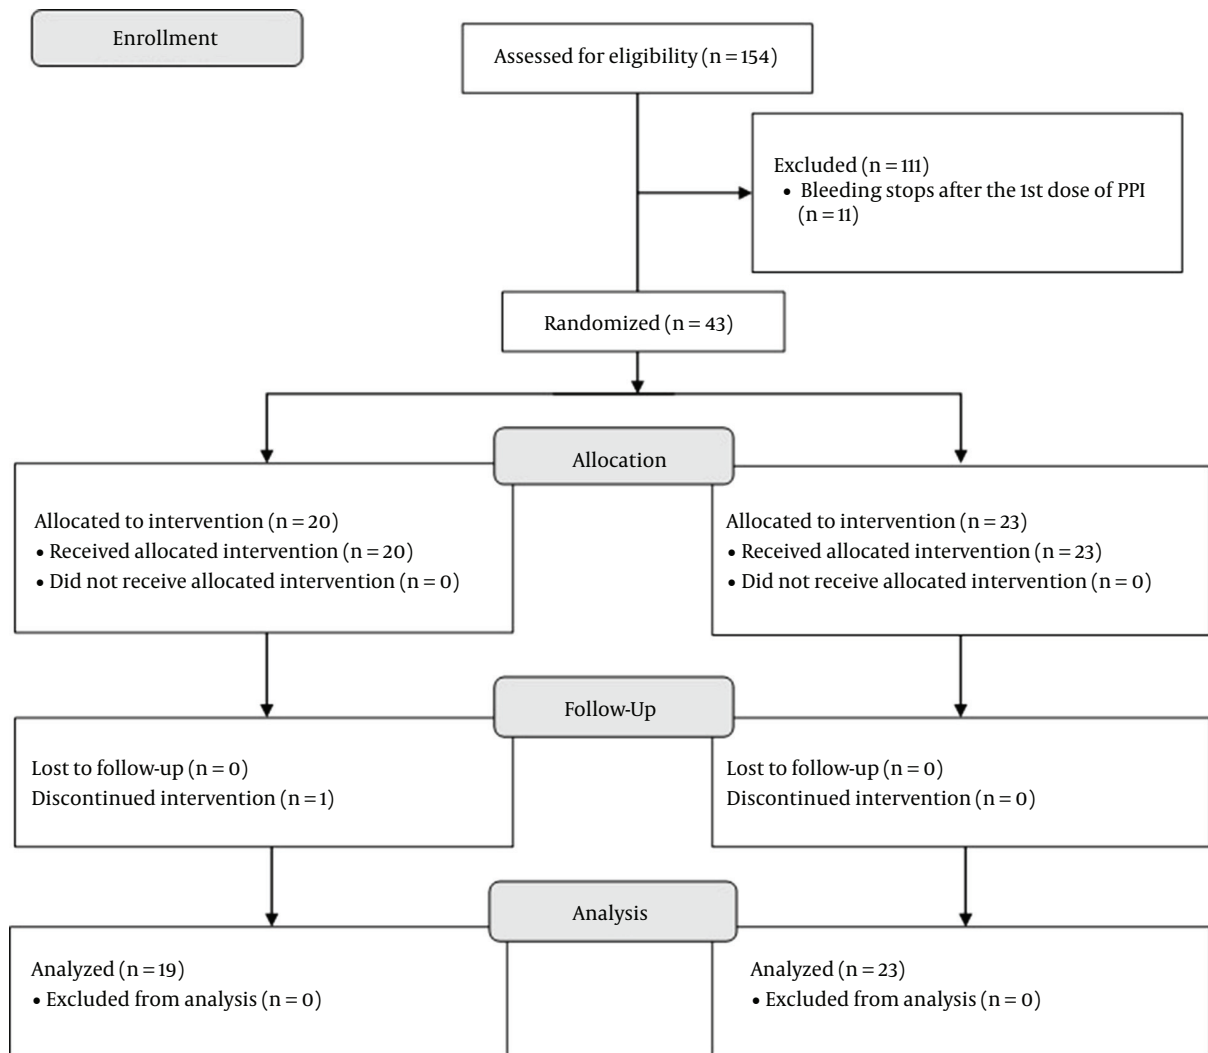 Enrollment
Assessed for eligibility (n = 154)
Excluded (n = 111)
• Bleeding stops after the 1st dose of PPI
(n = 11)
Randomized (n = 43)
Allocation
Allocated to intervention (n = 20)
• Received allocated intervention (n = 20)
• Did not receive allocated intervention (n = 0)
Allocated to intervention (n = 23)
• Received allocated intervention (n = 23)
• Did not receive allocated intervention (n = 0)
Follow-Up
Lost to follow-up (n = 0)
Discontinued intervention (n = 1)
Lost to follow-up (n = 0)
Discontinued intervention (n = 0)
Analysis
Analyzed (n = 19)
• Excluded from analysis (n = 0)
Analyzed (n = 23)
• Excluded from analysis (n = 0)